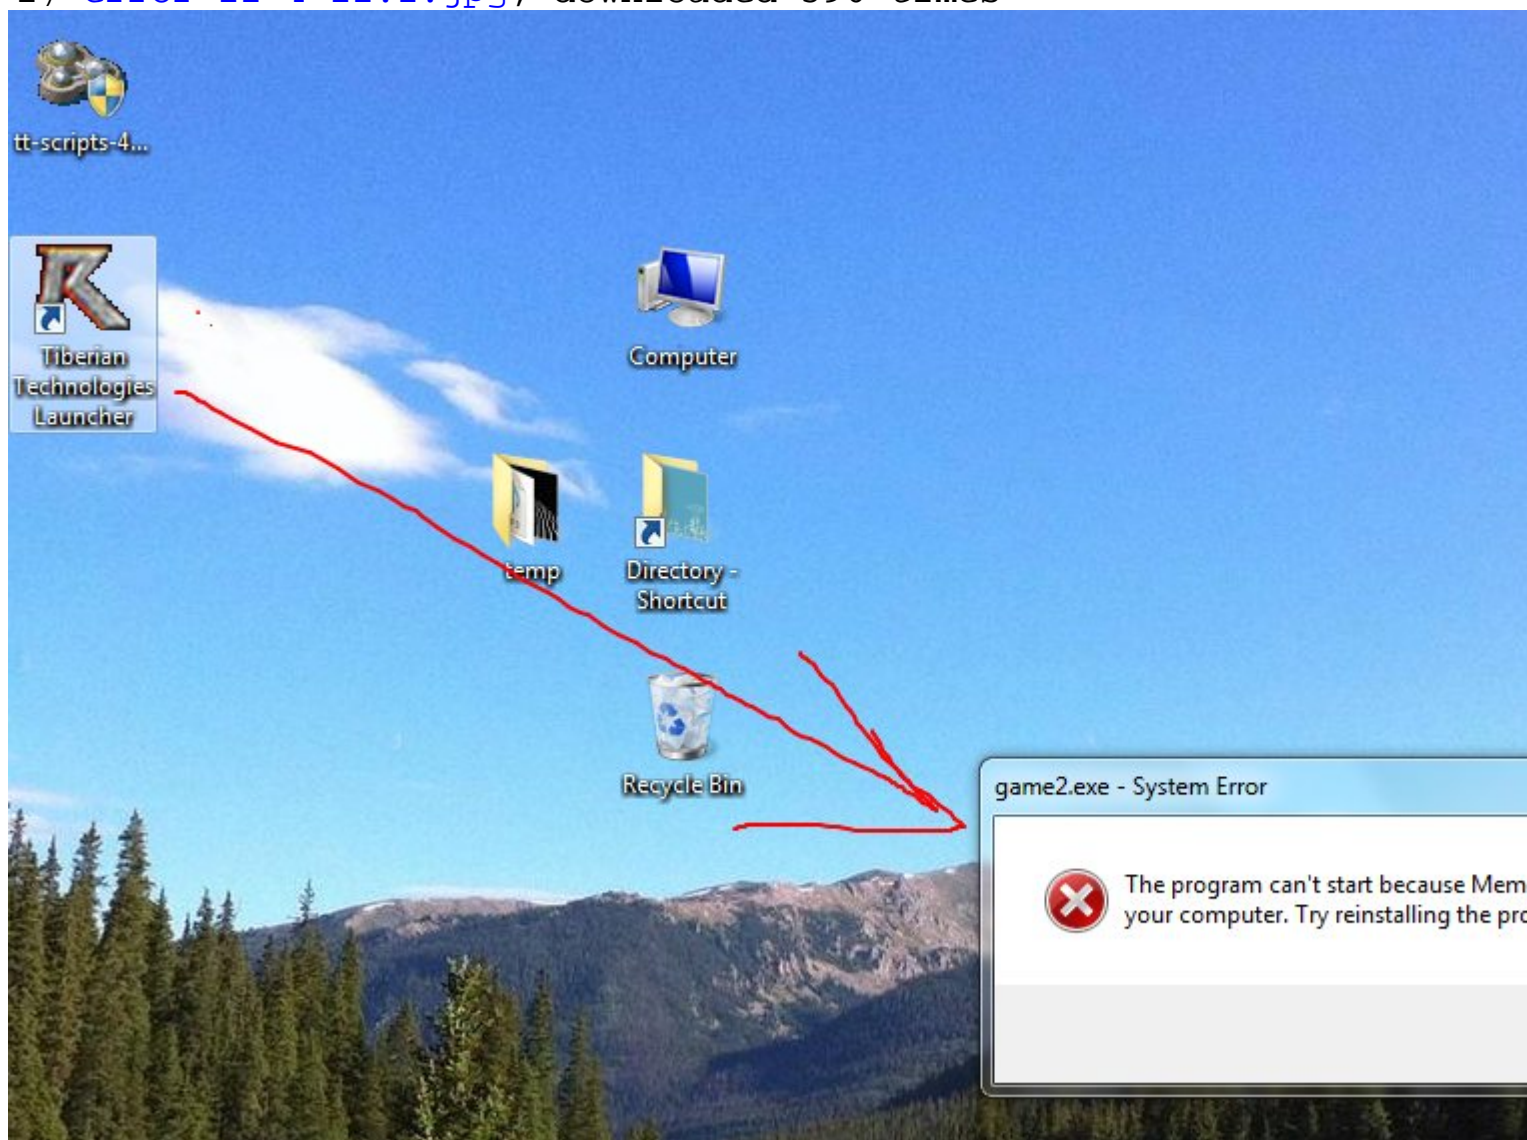 downloaded
tt-scripts-4...
Tiberian
Technologies
Launcher
Computer
temp
Directory -
Shortcut
Recycle Bin
game2.exe - System Error
The program can't start because Mem
your computer. Try reinstalling the pro